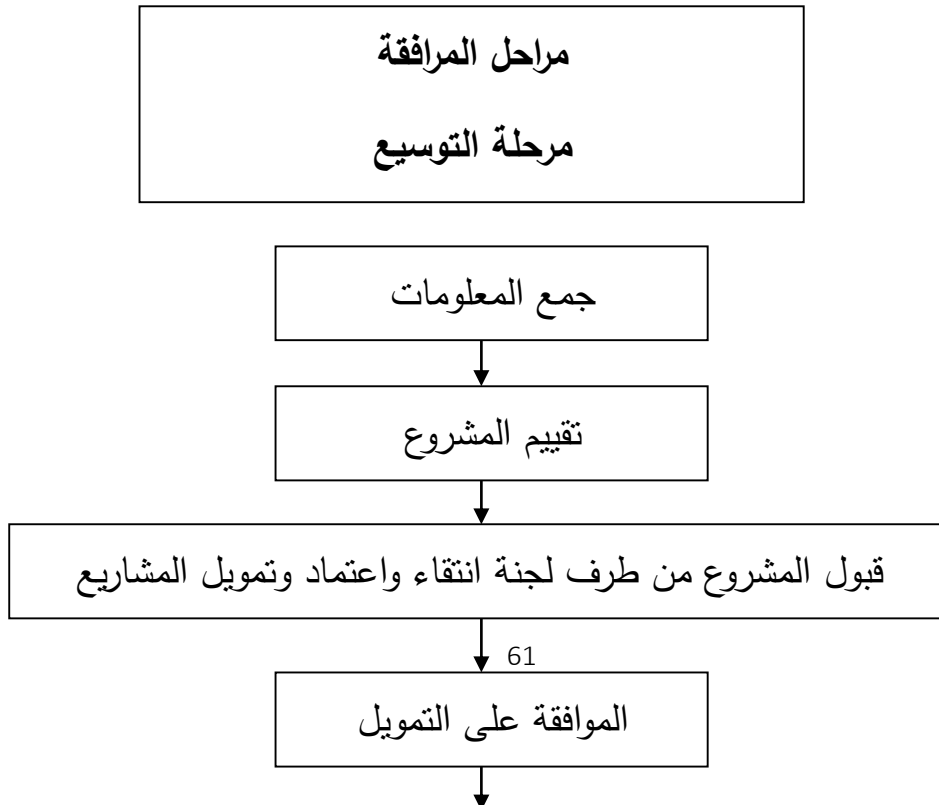 مراحل المرافقة
مرحلة التوسيع
جمع المعلومات
تقييم المشروع
قبول المشروع من طرف لجنة انتقاء واعتماد وتمويل المشاريع
61
الموافقة على التمويل